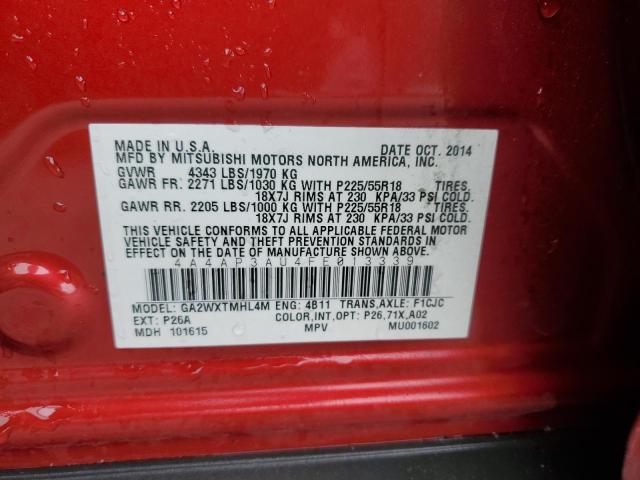 MADE IN U.S.A. DATE OCT. 2014
MFD BY MITSUBISHI MOTORS NORTH AMERICA, INC.
GVWR 4343 LBS/1970 KG
GAWR FR: 2271 LBS/1030 KG WITH P225/55R18 TIRES.
18X7J RIMS AT 230 KPA/33 PSI COLD.
GAWR RR: 2205 LBS/1000 KG WITH P225/55R18 TIRES.
18X7J RIMS AT 230 KPA/33 PSI COLD.
THIS VEHICLE CONFORMS TO ALL APPLICABLE FEDERAL MOTOR
VEHICLE SAFETY AND THEFT PREVENTION STANDARDS IN
EFFECT ON THE DATE OF MANUFACTURE SHOWN ABOVE.
4A4AP3AU4FE013339
MODEL: GA2WXTMHL4M ENG: 4B11 TRANS,AXLE: F1CJC
EXT: P26A COLOR,INT,OPT: P26,71X,A02
MDH 101615 MPV MU001602